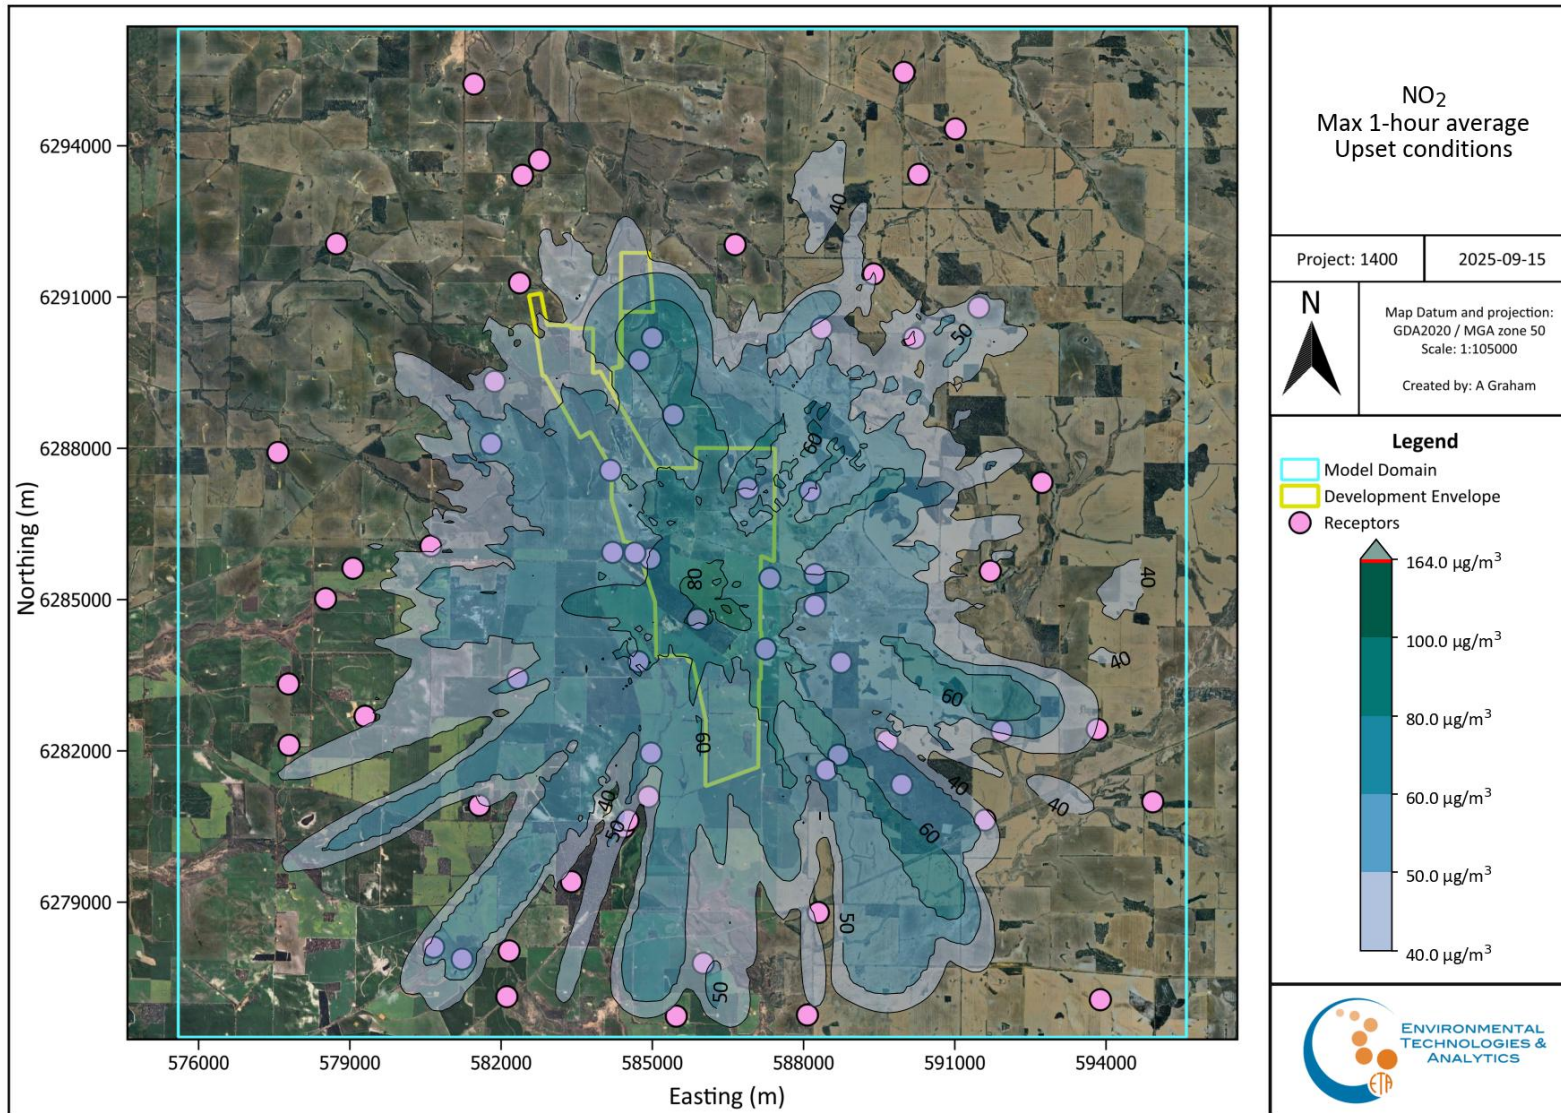 NO2
Max 1-hour average
Upset conditions
Project: 1400
2025-09-15
N
Map Datum and projection:
GDA2020 / MGA zone 50
Scale: 1:105000
Created by: A Graham
Legend
Model Domain
Development Envelope
Receptors
164.0 µg/m³
100.0 µg/m³
80.0 µg/m³
60.0 µg/m³
50.0 µg/m³
40.0 µg/m³
ENVIRONMENTAL
TECHNOLOGIES &
ANALYTICS
ETA
Northing (m)
6294000
6291000
6288000
6285000
6282000
6279000
576000
579000
582000
585000
588000
591000
594000
Easting (m)
40
50
60
80
40
40
60
60
40
40
40
50
60
50
50